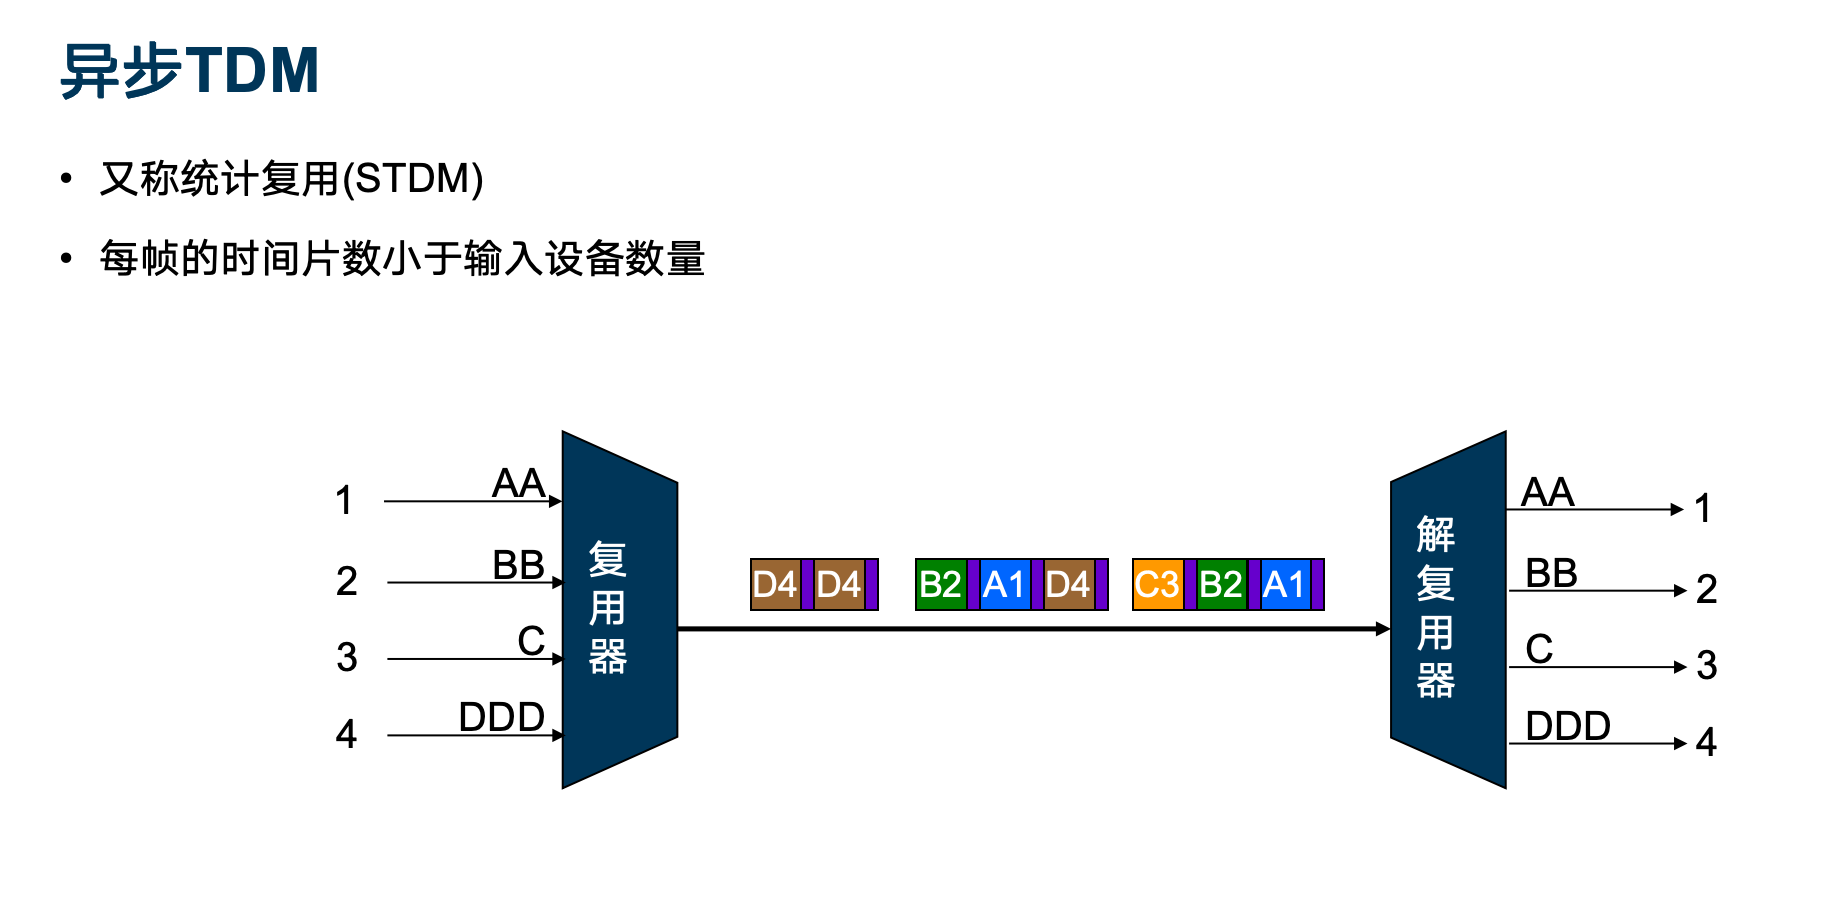 异步TDM
• 又称统计复用(STDM)
• 每帧的时间片数小于输入设备数量
1 AA
2 BB
3 C
4 DDD
复用器
D4 D4 B2 A1 D4 C3 B2 A1
解复用器
AA 1
BB 2
C 3
DDD 4